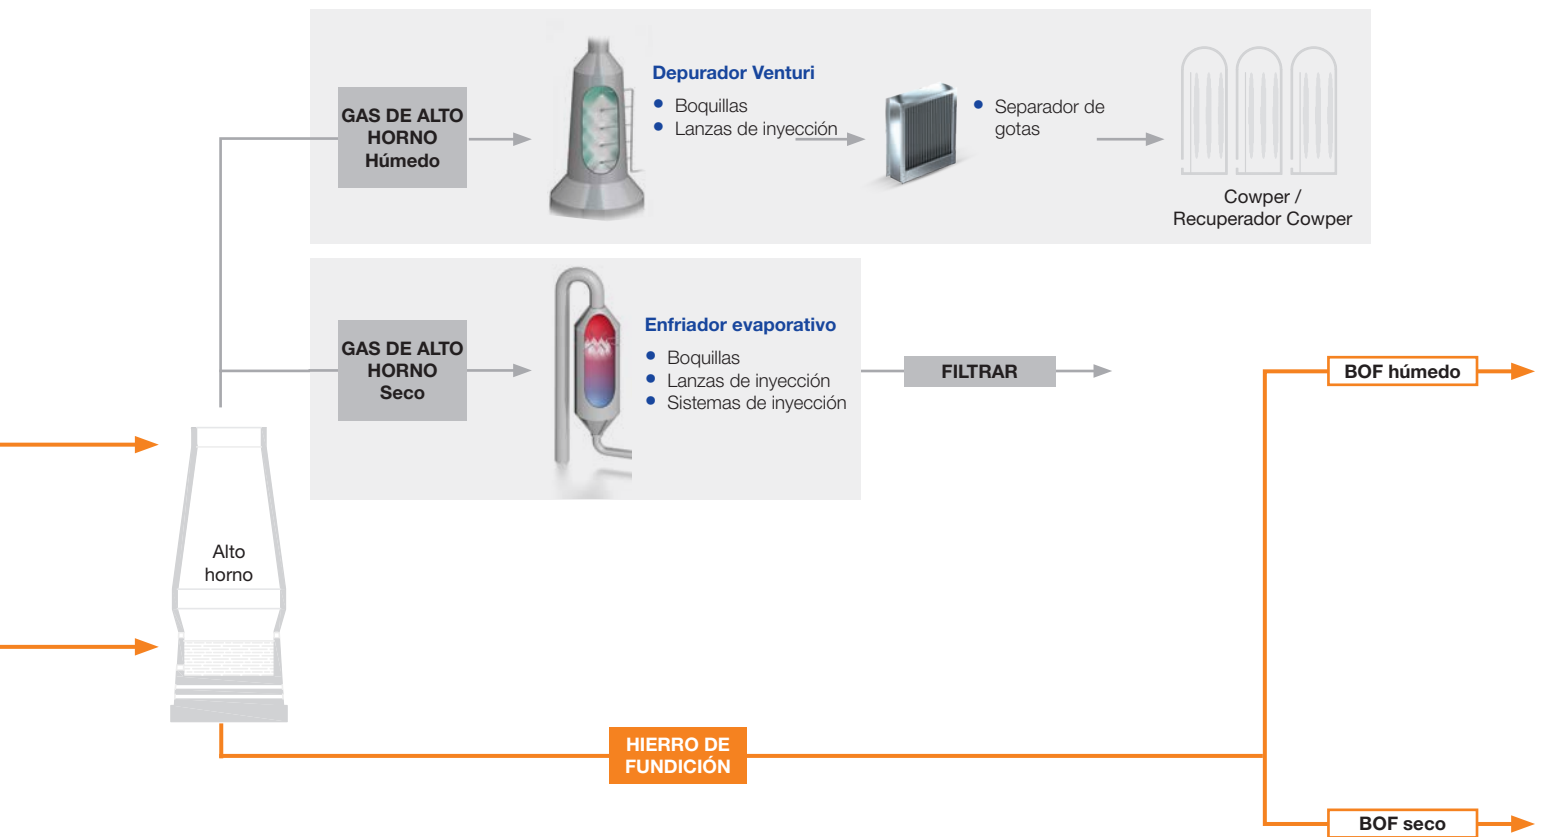 GAS DE ALTO
HORNO
Húmedo
Depurador Venturi
Boquillas
Lanzas de inyección
Separador de
gotas
Cowper /
Recuperador Cowper
GAS DE ALTO
HORNO
Seco
Enfriador evaporativo
Boquillas
Lanzas de inyección
Sistemas de inyección
FILTRAR
BOF húmedo
Alto
horno
HIERRO DE
FUNDICIÓN
BOF seco